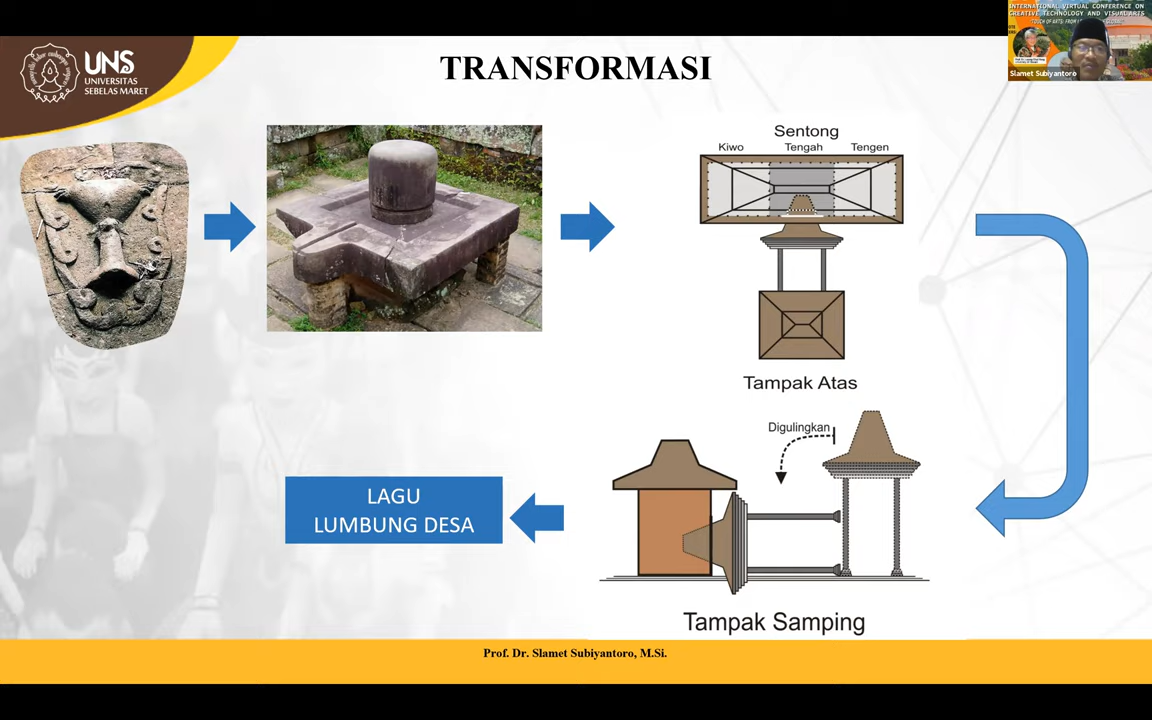 INTERNATIONAL VIRTUAL CONFERENCE ON
CREATIVE TECHNOLOGY AND VISUAL ARTS
Slamet Subiyantoro
UNS
UNIVERSITAS
SEBELAS MARET
TRANSFORMASI
Sentong
Kiwo Tengah Tengen
Tampak Atas
Digulingkan
LAGU
LUMBUNG DESA
Tampak Samping
Prof. Dr. Slamet Subiyantoro, M.Si.